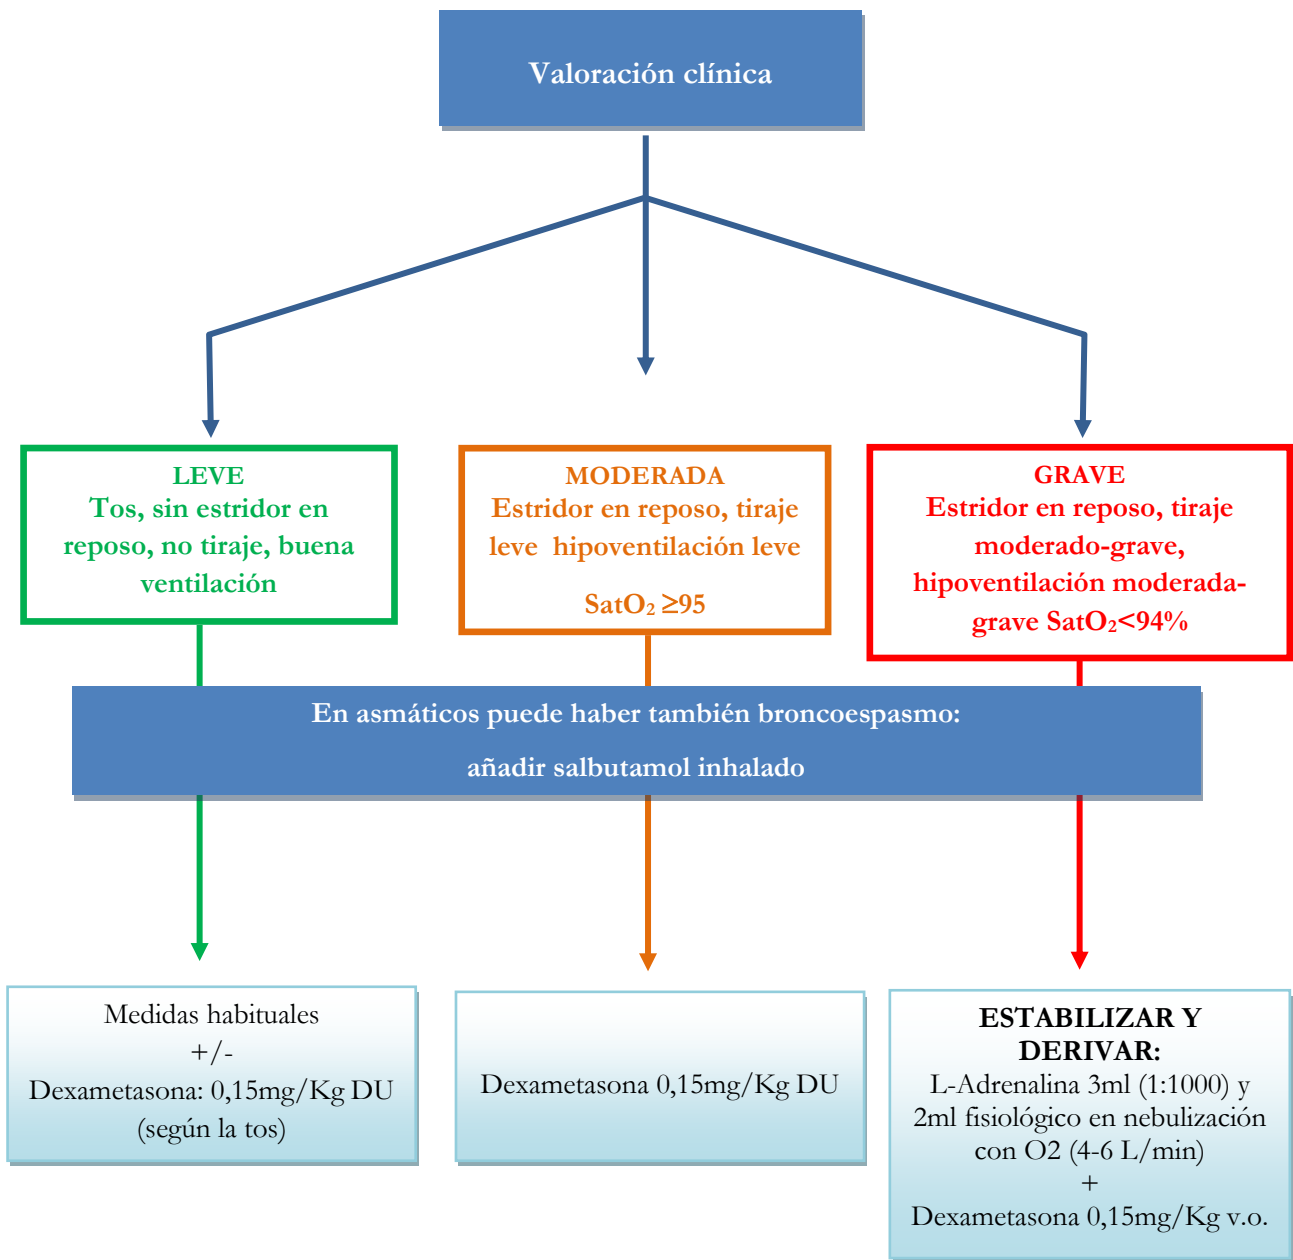 Valoración clínica
LEVE
Tos, sin estridor en
reposo, no tiraje, buena
ventilación
MODERADA
Estridor en reposo, tiraje
leve  hipoventilación leve
SatO₂ ≥95
GRAVE
Estridor en reposo, tiraje
moderado-grave,
hipoventilación moderada-
grave SatO₂<94%
En asmáticos puede haber también broncoespasmo:
añadir salbutamol inhalado
Medidas habituales
+/-
Dexametasona: 0,15mg/Kg DU
(según la tos)
Dexametasona 0,15mg/Kg DU
ESTABILIZAR Y
DERIVAR:
L-Adrenalina 3ml (1:1000) y
2ml fisiológico en nebulización
con O2 (4-6 L/min)
+
Dexametasona 0,15mg/Kg v.o.